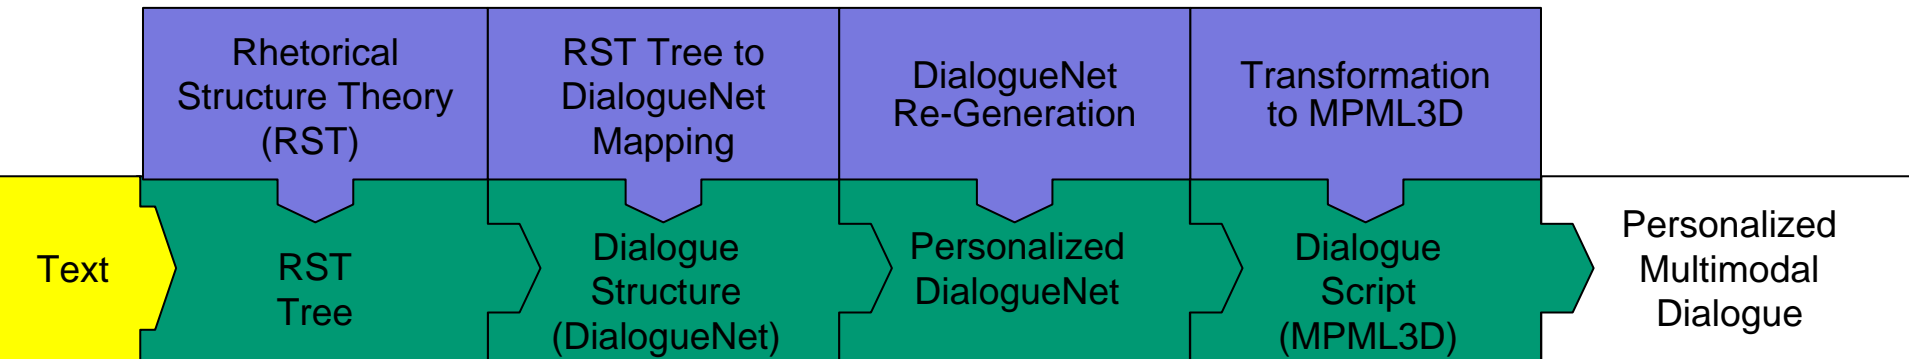 Rhetorical
Structure Theory
(RST)
RST Tree to
DialogueNet
Mapping
DialogueNet
Re-Generation
Transformation
to MPML3D
Text
RST
Tree
Dialogue
Structure
(DialogueNet)
Personalized
DialogueNet
Dialogue
Script
(MPML3D)
Personalized
Multimodal
Dialogue